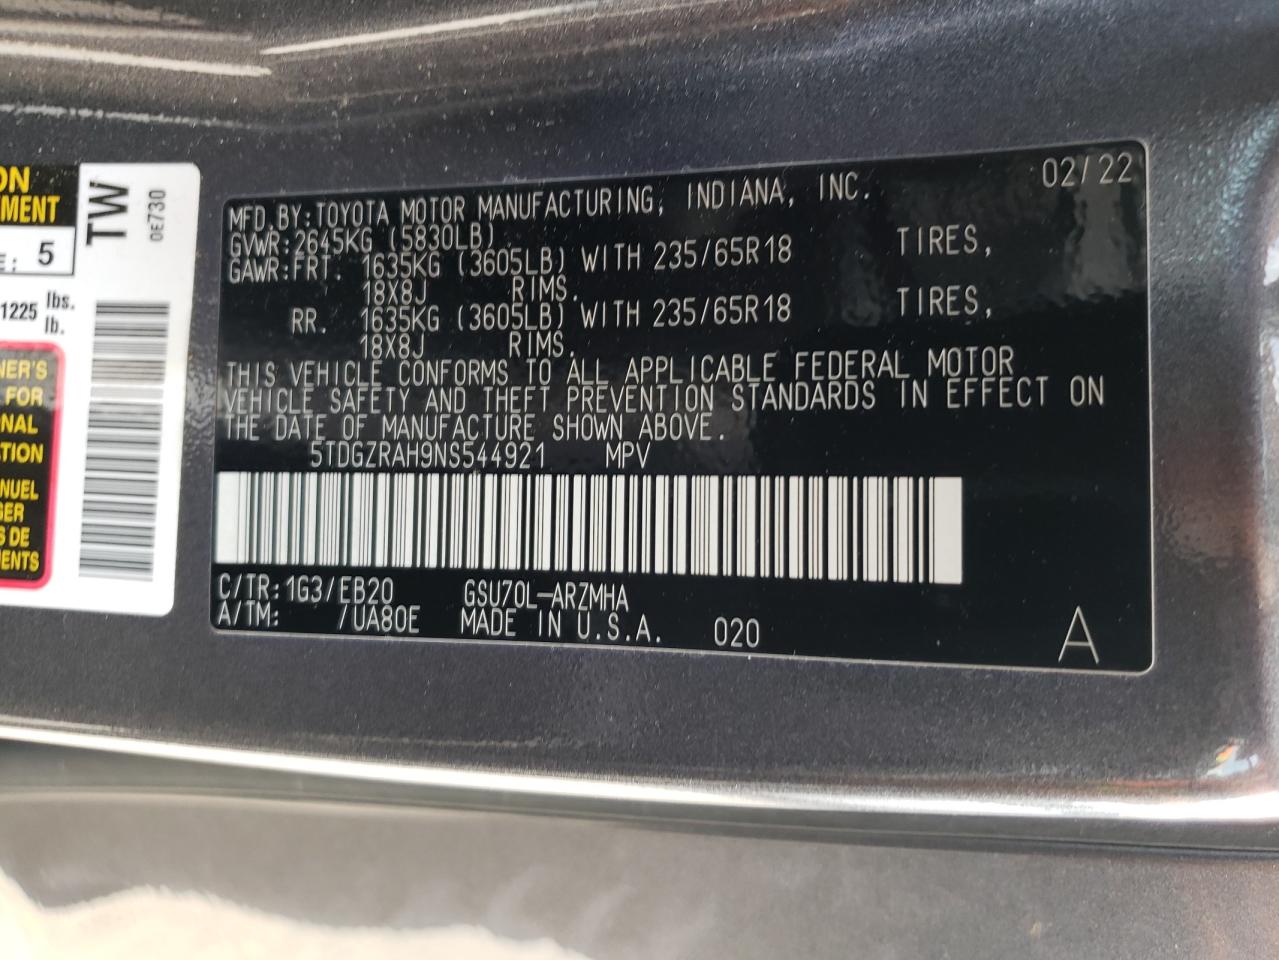 ON
EMENT
E: 5
1225 lbs.
lb.
NER'S
FOR
NAL
TION
NUEL
GER
S DE
IENTS
TW
0E730
02/22
MFD.BY:TOYOTA MOTOR MANUFACTURING, INDIANA, INC.
GVWR:2645KG (5830LB)
GAWR:FRT. 1635KG (3605LB) WITH 235/65R18 TIRES,
18X8J RIMS.
RR. 1635KG (3605LB) WITH 235/65R18 TIRES,
18X8J RIMS.
THIS VEHICLE CONFORMS TO ALL APPLICABLE FEDERAL MOTOR
VEHICLE SAFETY AND THEFT PREVENTION STANDARDS IN EFFECT ON
THE DATE OF MANUFACTURE SHOWN ABOVE.
5TDGZRAH9NS544921 MPV
C/TR:1G3/EB20 GSU70L-ARZMHA
A/TM: /UA80E MADE IN U.S.A. 020
A